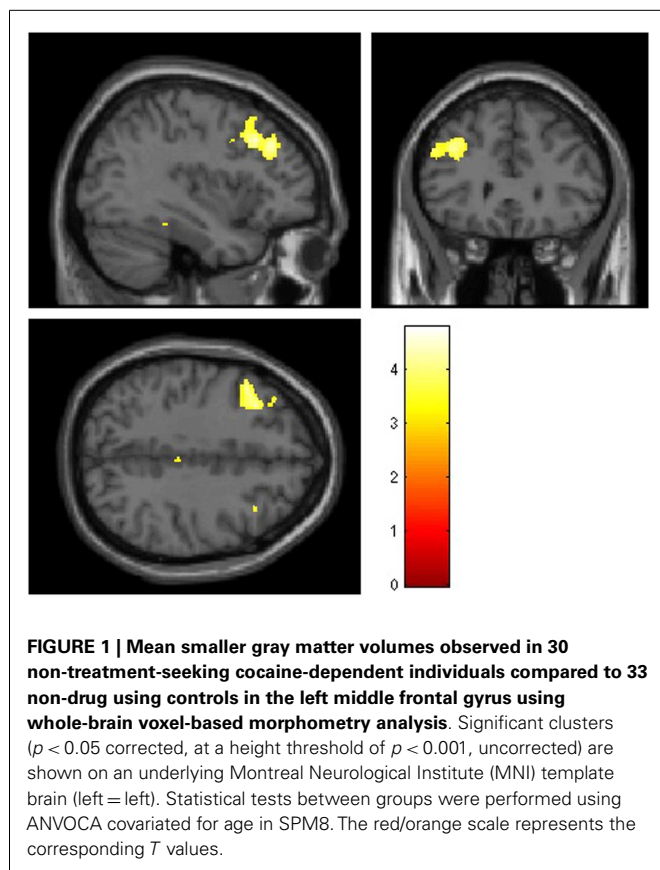 4
3
2
1
0
FIGURE 1 | Mean smaller gray matter volumes observed in 30
non-treatment-seeking cocaine-dependent individuals compared to 33
non-drug using controls in the left middle frontal gyrus using
whole-brain voxel-based morphometry analysis. Significant clusters
(p < 0.05 corrected, at a height threshold of p < 0.001, uncorrected) are
shown on an underlying Montreal Neurological Institute (MNI) template
brain (left = left). Statistical tests between groups were performed using
ANVOCA covariated for age in SPM8. The red/orange scale represents the
corresponding T values.